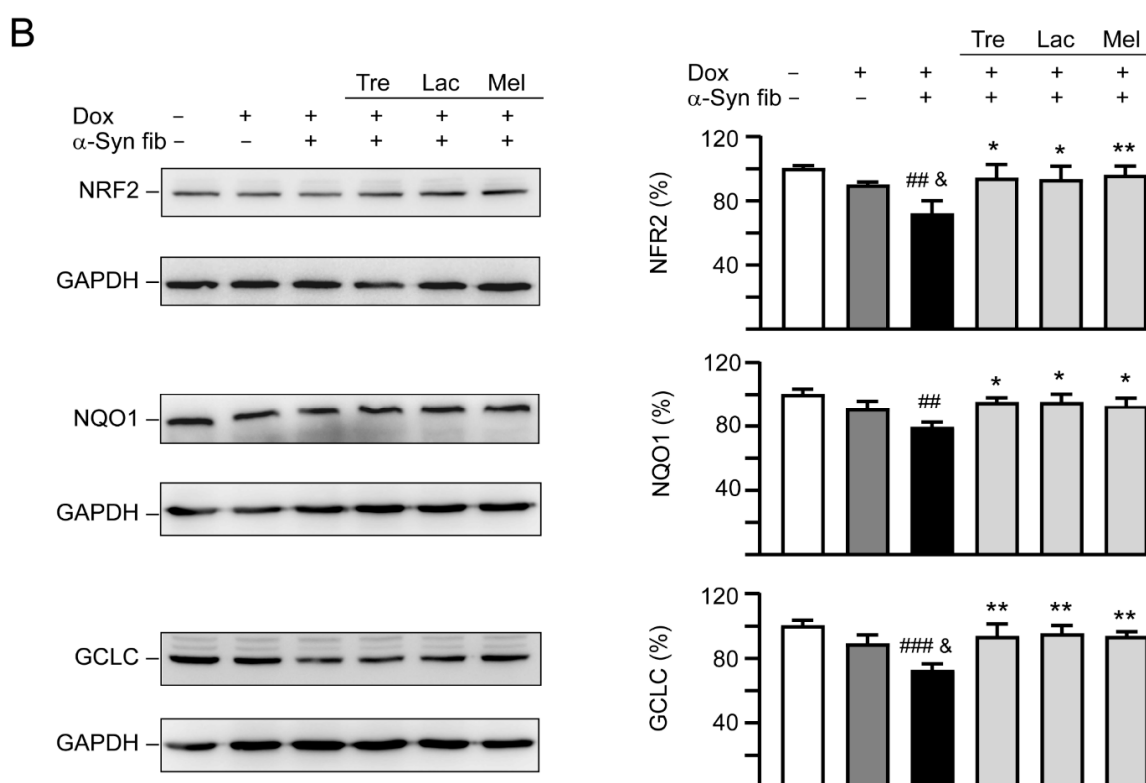 B
Tre Lac Mel
Dox – + + + + +
α-Syn fib – – + + + +
NRF2 –
GAPDH –
NQO1 –
GAPDH –
GCLC –
GAPDH –
Tre Lac Mel
Dox – + + + + +
α-Syn fib – – + + + +
NFR2 (%)
120
80
40
## &
*
*
**
NQO1 (%)
120
80
40
##
*
*
*
GCLC (%)
120
80
40
### &
**
**
**